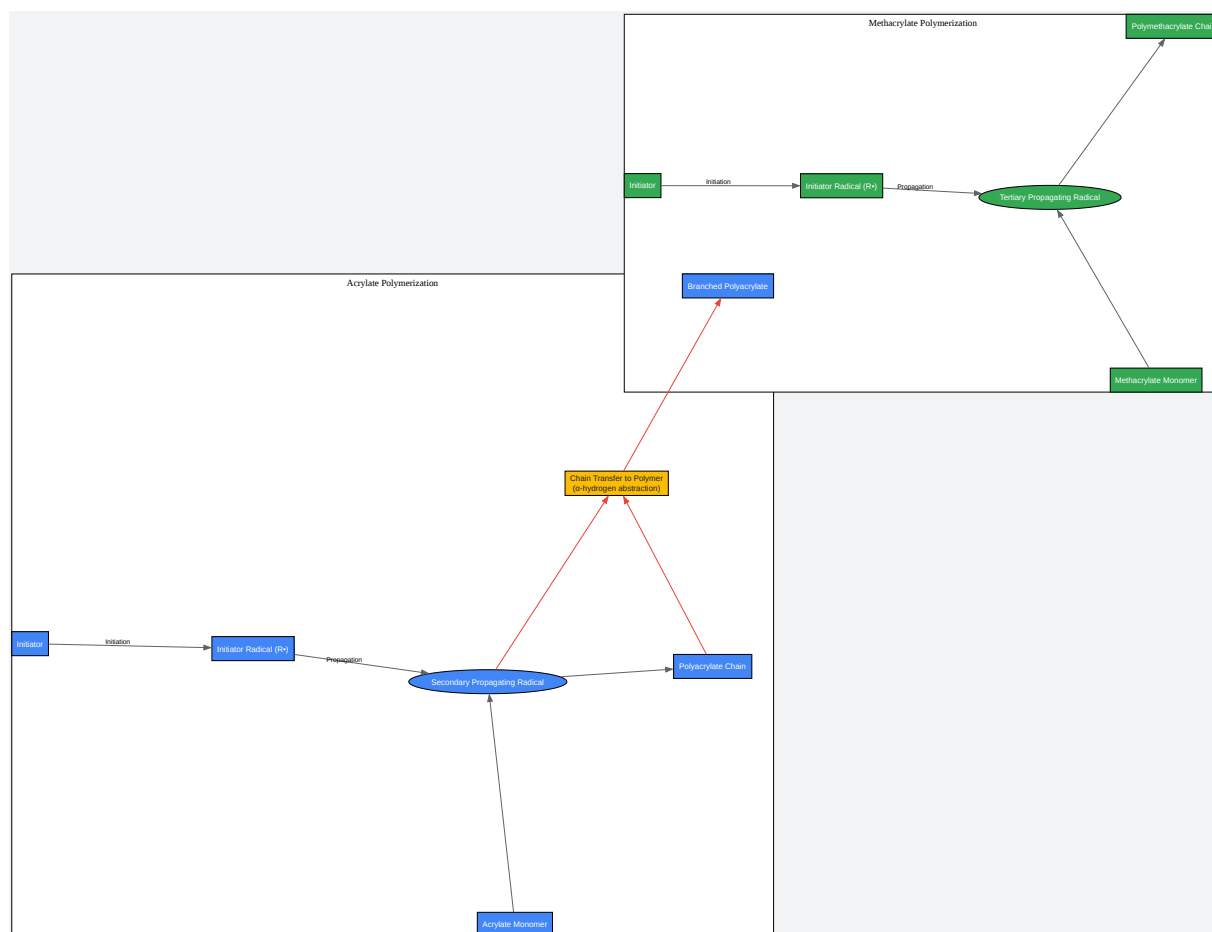 Methacrylate Polymerization
Polymethacrylate Chai
Initiator
Initiation
Initiator Radical (R•)
Propagation
Tertiary Propagating Radical
Methacrylate Monomer
Acrylate Polymerization
Branched Polyacrylate
Chain Transfer to Polymer
(α-hydrogen abstraction)
Initiator
Initiation
Initiator Radical (R•)
Propagation
Secondary Propagating Radical
Polyacrylate Chain
Acrylate Monomer